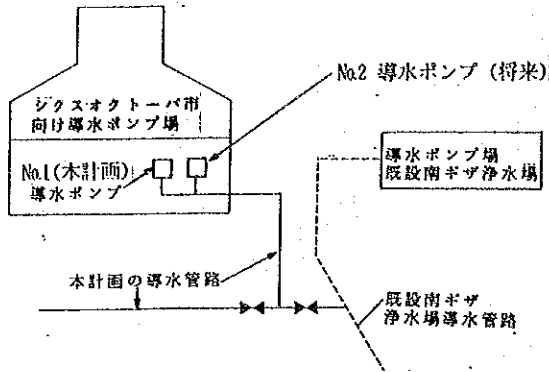 No.2 導水ポンプ (将来)
ジクスオクトーバ市
向け導水ポンプ場
No.1(本計画)
導水ポンプ
導水ポンプ場
既設南ギザ浄水場
本計画の導水管路
既設南ギザ
浄水場導水管路